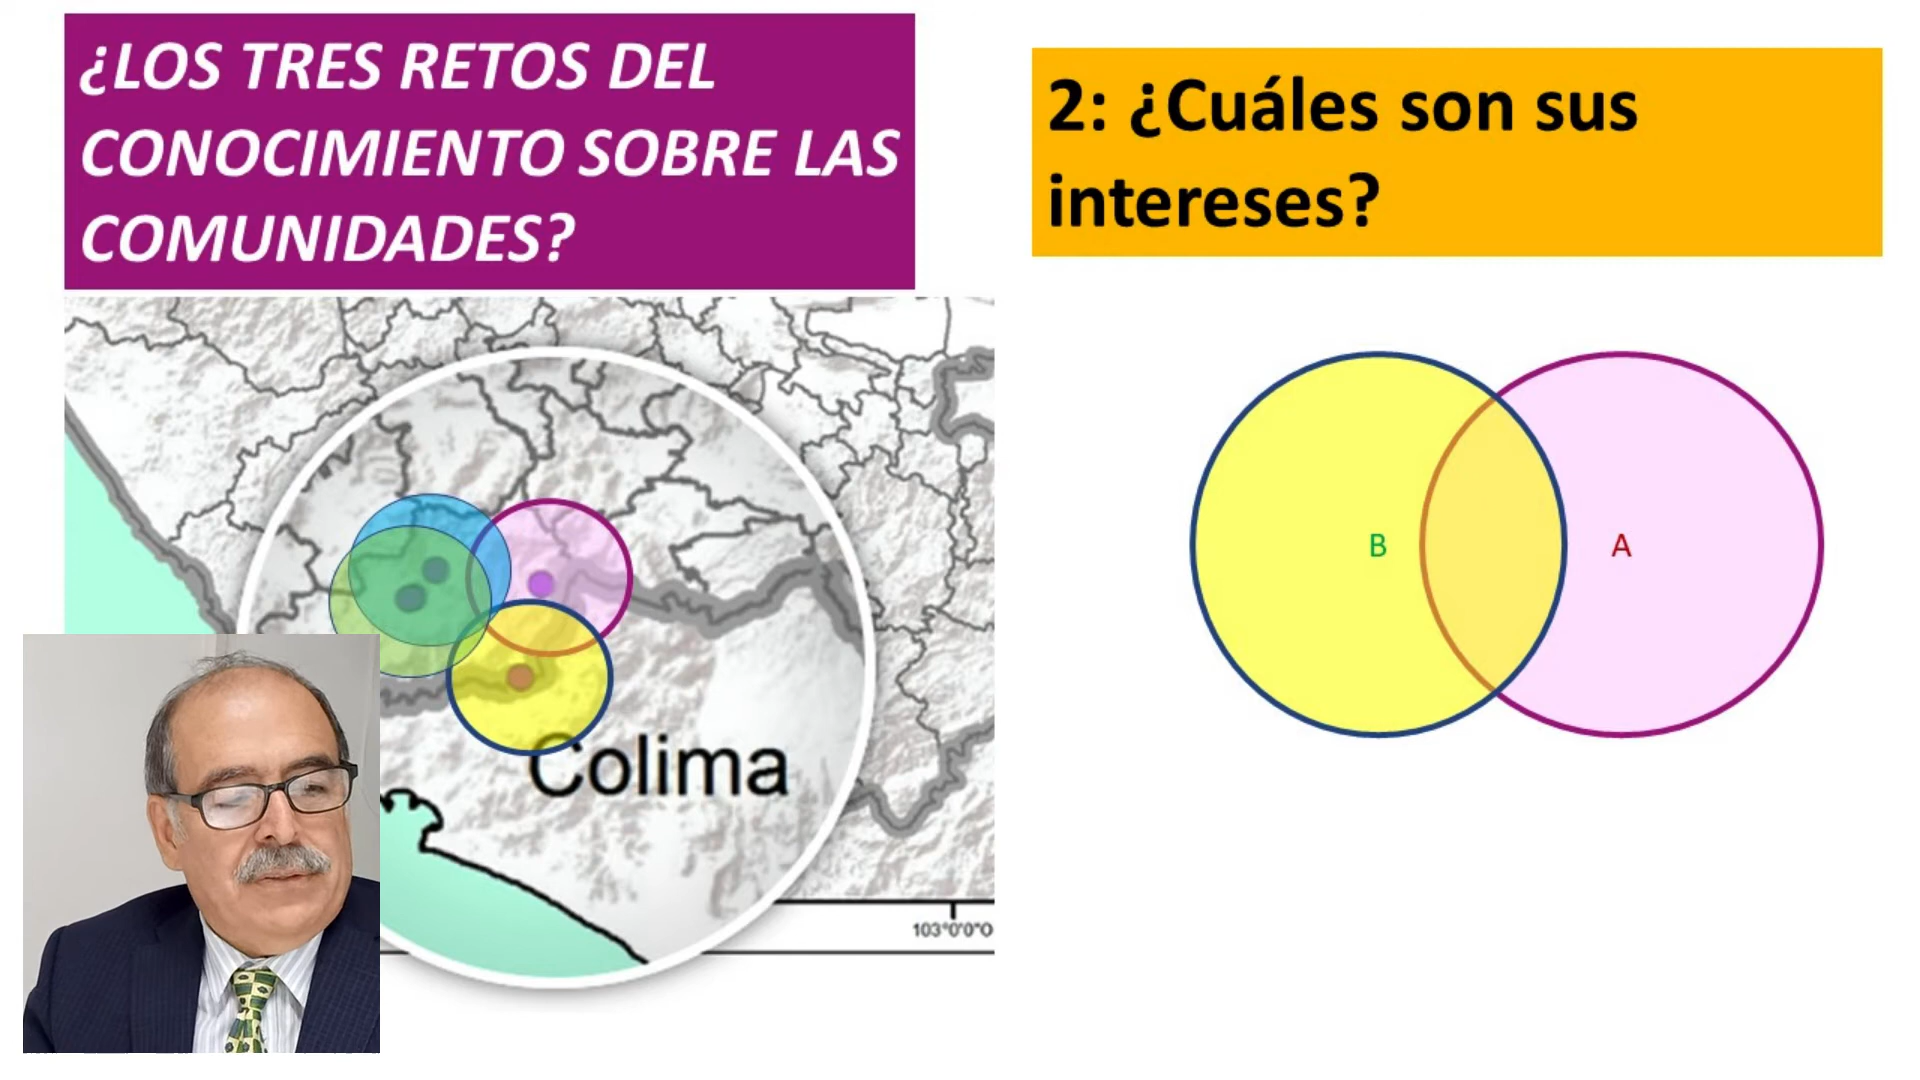 ¿LOS TRES RETOS DEL
CONOCIMIENTO SOBRE LAS
COMUNIDADES?
2: ¿Cuáles son sus
intereses?
B
A
Colima
103°0'0"O